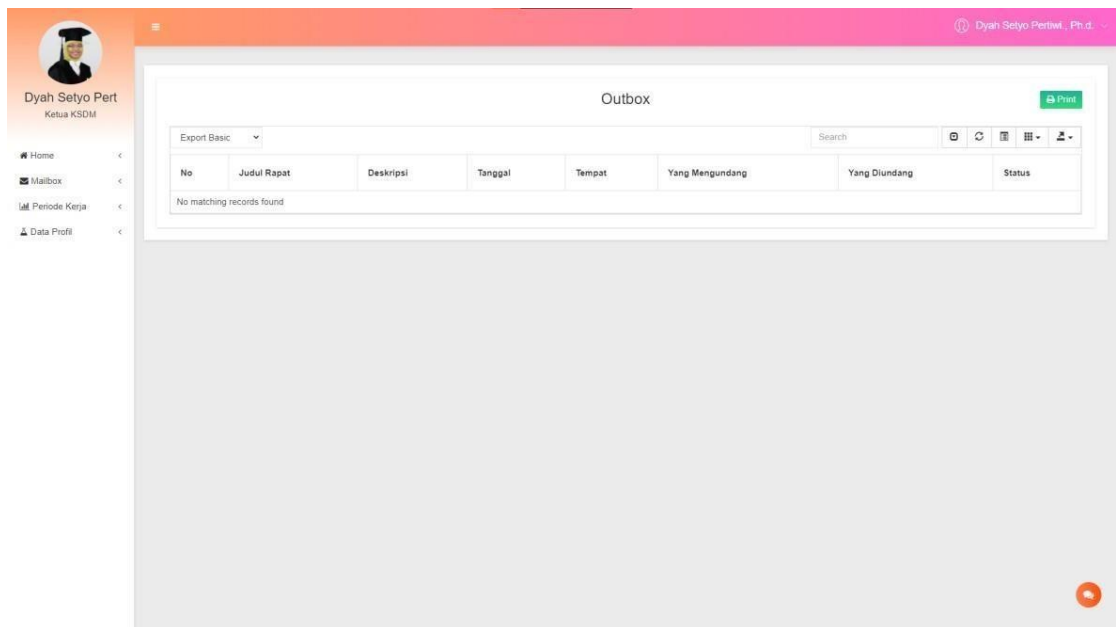 Dyah Setyo Pertiwi., Ph.d.
Dyah Setyo Pert
Ketua KSDM
Home
Mailbox
Periode Kerja
Data Profil
Outbox
Print
Export Basic
Search
No Judul Rapat Deskripsi Tanggal Tempat Yang Mengundang Yang Diundang Status
No matching records found